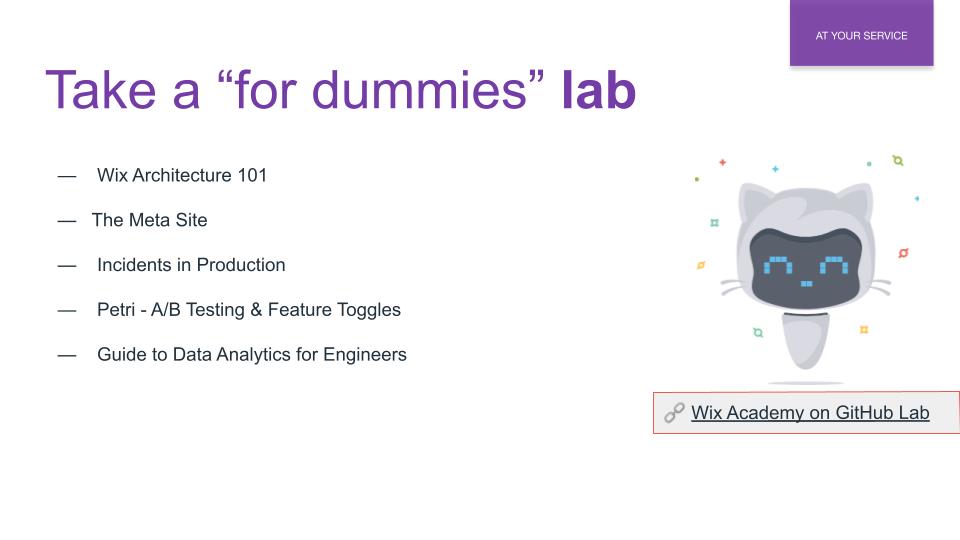 AT YOUR SERVICE
Take a “for dummies” lab
— Wix Architecture 101
— The Meta Site
— Incidents in Production
— Petri - A/B Testing & Feature Toggles
— Guide to Data Analytics for Engineers
Wix Academy on GitHub Lab